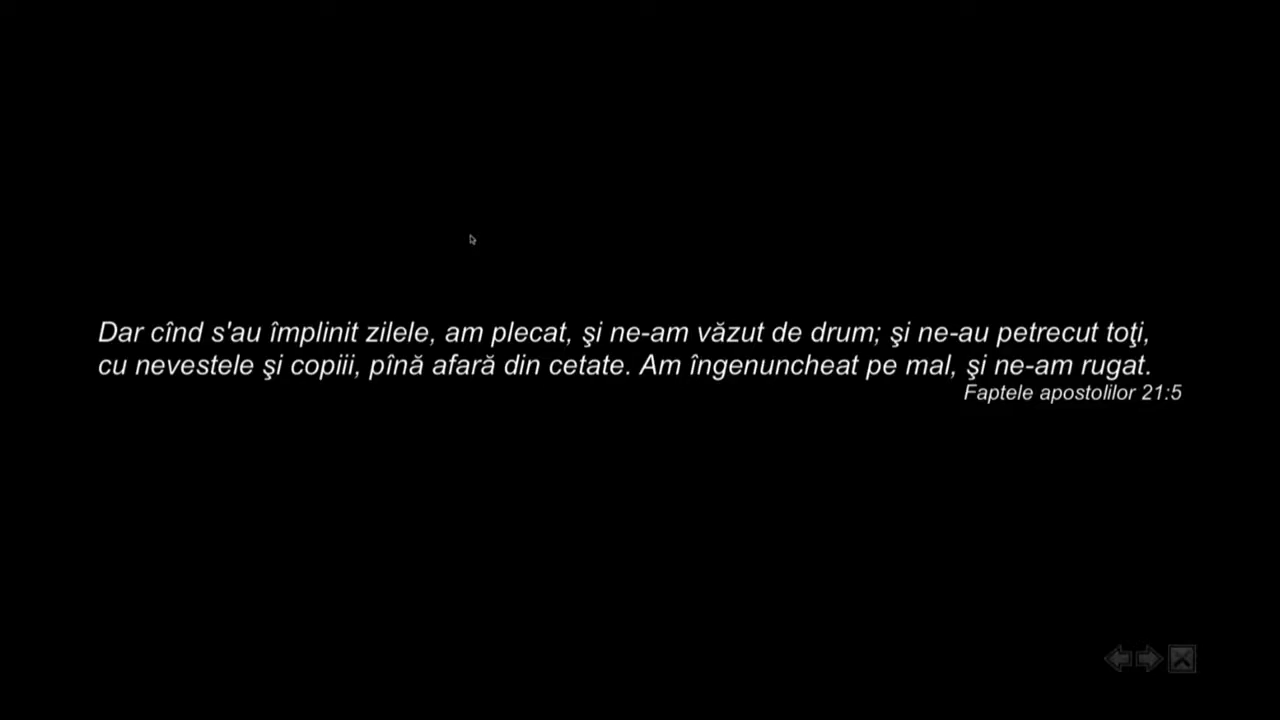 Dar cînd s'au împlinit zilele, am plecat, şi ne-am văzut de drum; şi ne-au petrecut toţi,
cu nevestele şi copiii, pînă afară din cetate. Am îngenuncheat pe mal, şi ne-am rugat.
Faptele apostolilor 21:5